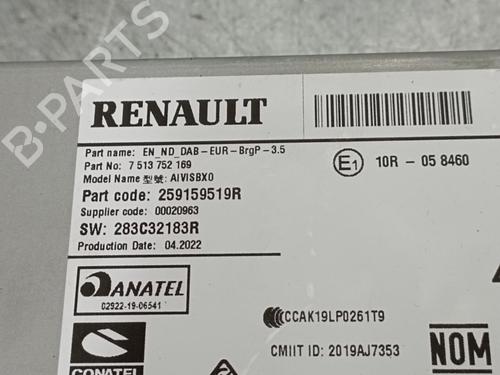 B-PARTS
RENAULT
Part name: EN_ND_DAB-EUR-BrgP-3.5
Part No: 7 513 752 169
Model Name 型號: AIVISBX0
Part code: 259159519R
Supplier code: 00020963
SW: 283C32183R
Production Date: 04.2022
E1 10R - 05 8460
ANATEL
02922-19-06541
CCAK19LP0261T9
CMIIT ID: 2019AJ7353
CONATEL
NOM